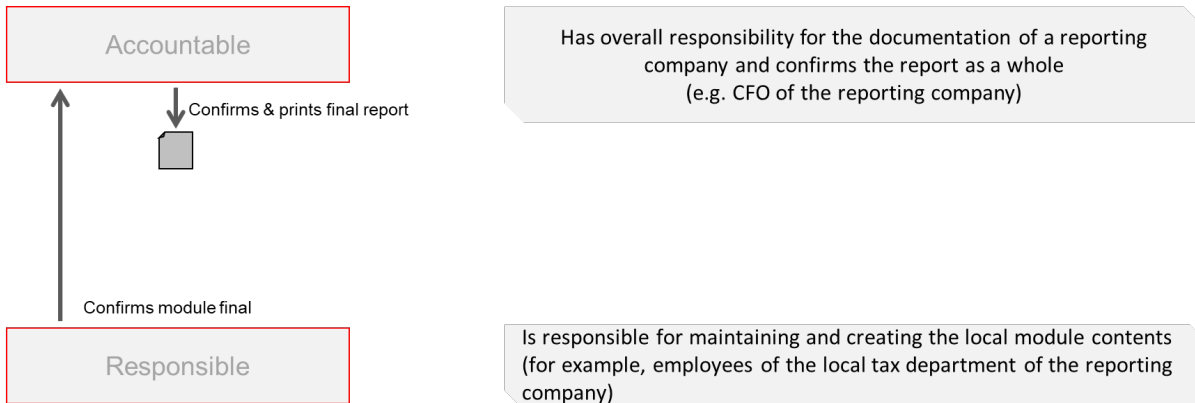 Accountable
Has overall responsibility for the documentation of a reporting
company and confirms the report as a whole
(e.g. CFO of the reporting company)
Confirms & prints final report
Confirms module final
Responsible
Is responsible for maintaining and creating the local module contents
(for example, employees of the local tax department of the reporting
company)